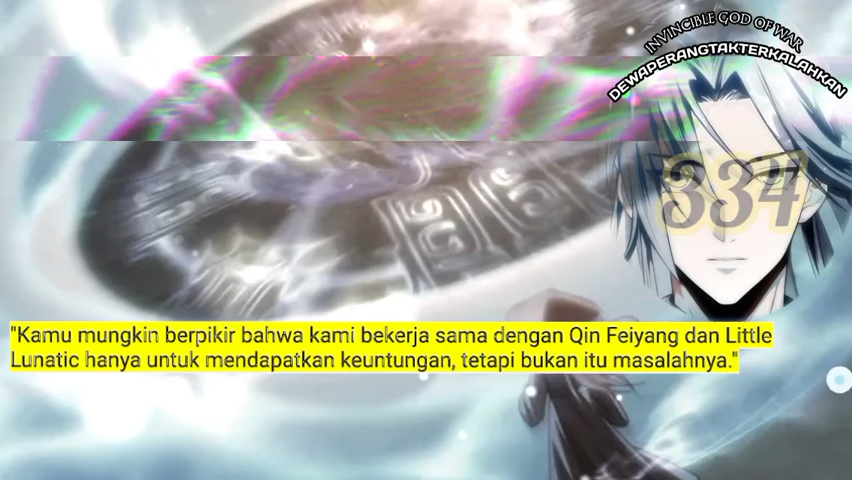 INVINCIBLE GOD OF WAR
DEWAPERANGTAKTERKALAHKAN
334
"Kamu mungkin berpikir bahwa kami bekerja sama dengan Qin Feiyang dan Little
Lunatic hanya untuk mendapatkan keuntungan, tetapi bukan itu masalahnya."